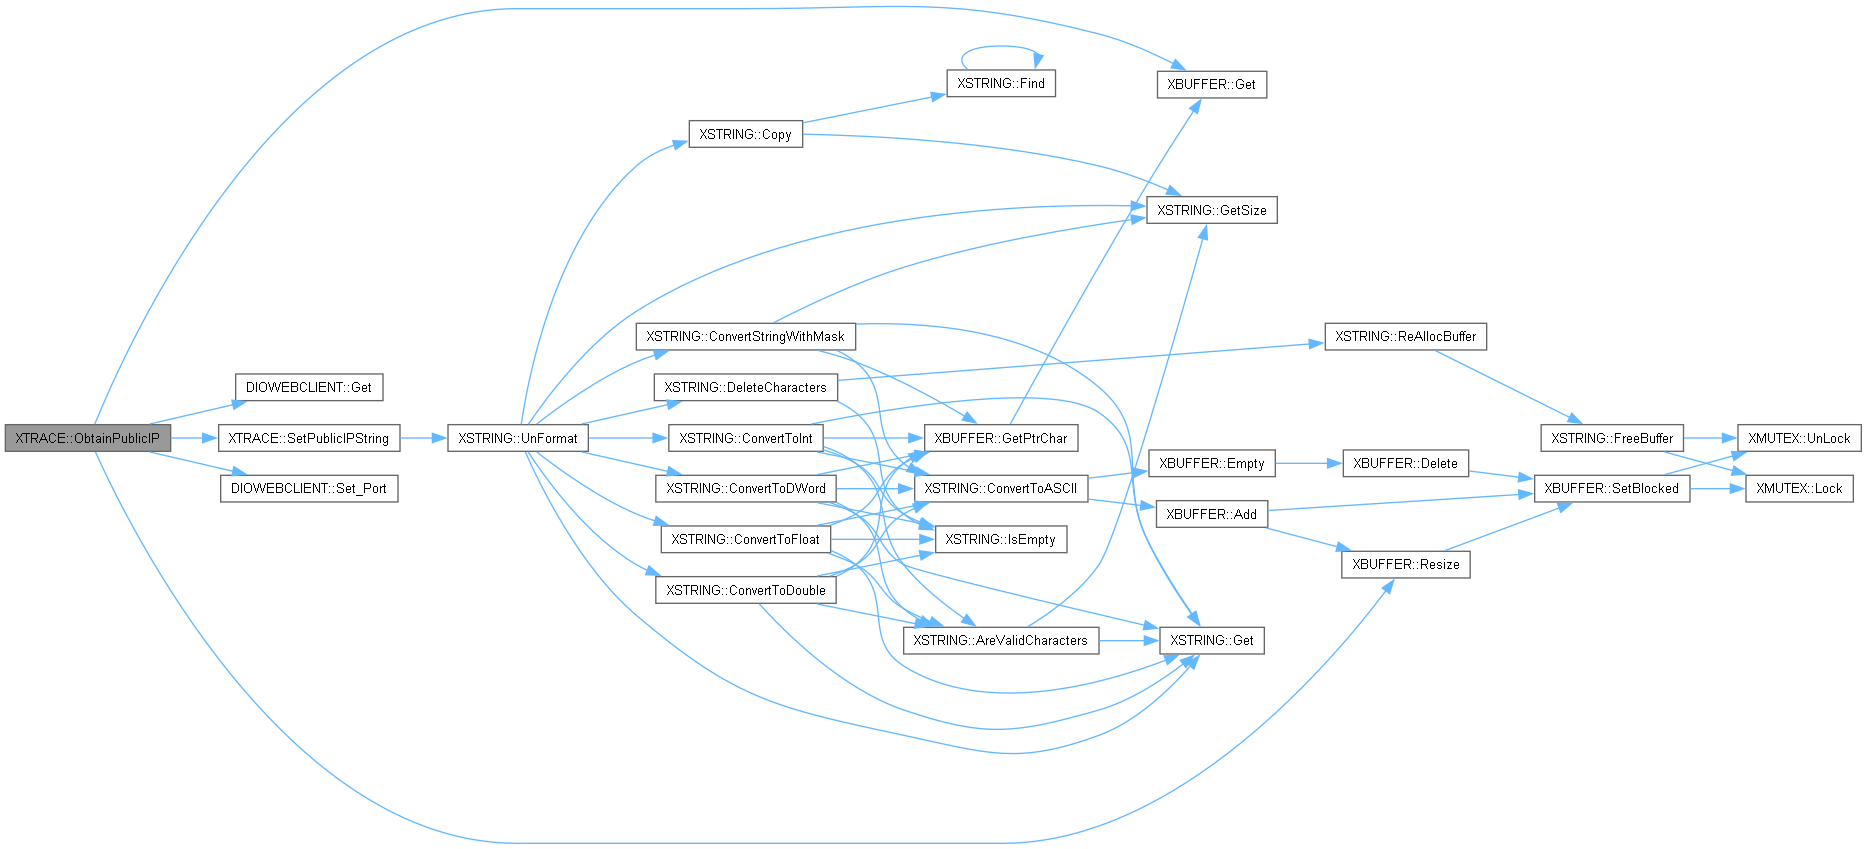 XTRACE::ObtainPublicIP
DIOWEBCLIENT::Get
XTRACE::SetPublicIPString
DIOWEBCLIENT::Set_Port
XSTRING::UnFormat
XSTRING::Copy
XSTRING::ConvertStringWithMask
XSTRING::DeleteCharacters
XSTRING::ConvertToInt
XSTRING::ConvertToDWord
XSTRING::ConvertToFloat
XSTRING::ConvertToDouble
XSTRING::Find
XBUFFER::GetPtrChar
XSTRING::ConvertToASCII
XSTRING::IsEmpty
XSTRING::AreValidCharacters
XBUFFER::Get
XSTRING::GetSize
XBUFFER::Empty
XBUFFER::Add
XSTRING::Get
XSTRING::ReAllocBuffer
XBUFFER::Delete
XBUFFER::Resize
XSTRING::FreeBuffer
XBUFFER::SetBlocked
XMUTEX::UnLock
XMUTEX::Lock